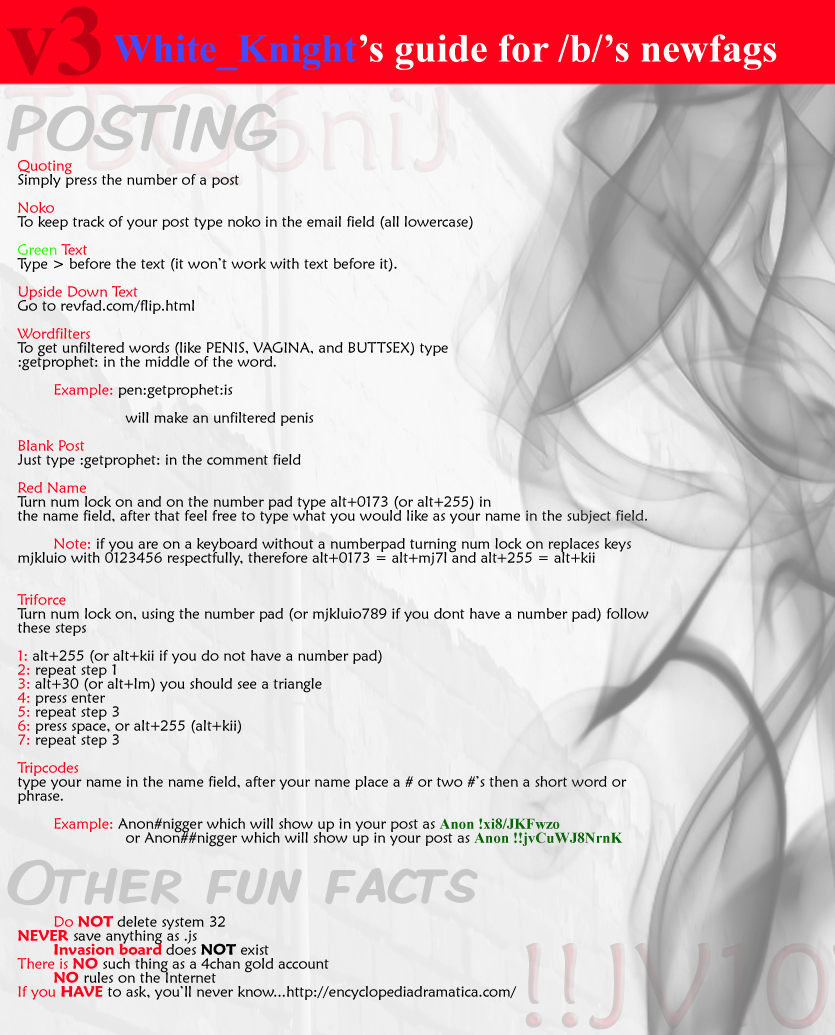 v3 White_Knight's guide for /b/'s newfags
TBO6niJ
POSTING
Quoting
Simply press the number of a post
Noko
To keep track of your post type noko in the email field (all lowercase)
Green Text
Type > before the text (it won't work with text before it).
Upside Down Text
Go to revfad.com/flip.html
Wordfilters
To get unfiltered words (like PENIS, VAGINA, and BUTTSEX) type
:getprophet: in the middle of the word.
Example: pen:getprophet:is
will make an unfiltered penis
Blank Post
Just type :getprophet: in the comment field
Red Name
Turn num lock on and on the number pad type alt+0173 (or alt+255) in
the name field, after that feel free to type what you would like as your name in the subject field.
Note: if you are on a keyboard without a numberpad turning num lock on replaces keys
mjkluio with 0123456 respectfully, therefore alt+0173 = alt+mj7l and alt+255 = alt+kii
Triforce
Turn num lock on, using the number pad (or mjkluio789 if you dont have a number pad) follow
these steps
1: alt+255 (or alt+kii if you do not have a number pad)
2: repeat step 1
3: alt+30 (or alt+lm) you should see a triangle
4: press enter
5: repeat step 3
6: press space, or alt+255 (alt+kii)
7: repeat step 3
Tripcodes
type your name in the name field, after your name place a # or two #'s then a short word or
phrase.
Example: Anon#nigger which will show up in your post as Anon !xi8/JKFwzo
or Anon##nigger which will show up in your post as Anon !!jvCuWJ8NrnK
OTHER FUN FACTS
Do NOT delete system 32
NEVER save anything as .js
Invasion board does NOT exist
There is NO such thing as a 4chan gold account
NO rules on the Internet
If you HAVE to ask, you'll never know...http://encyclopediadramatica.com/
!!JV1O